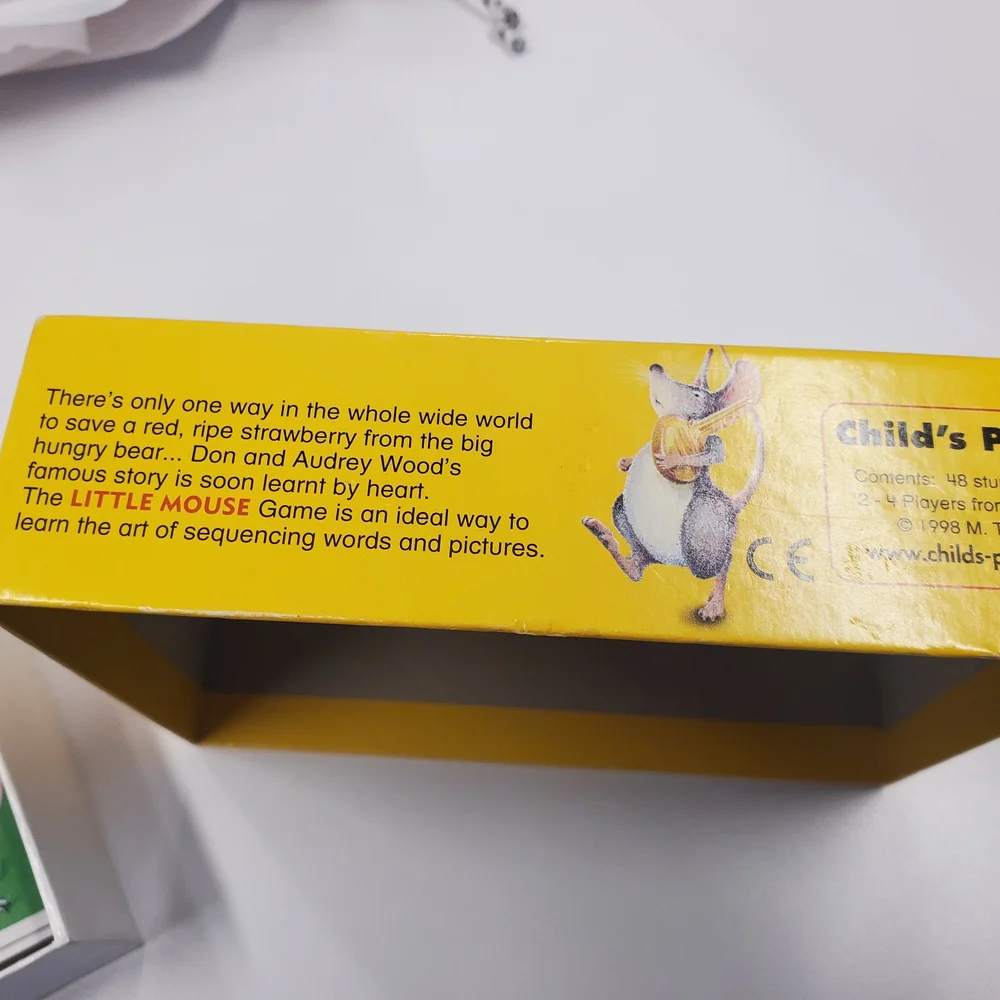 There's only one way in the whole wide world
to save a red, ripe strawberry from the big
hungry bear... Don and Audrey Wood's
famous story is soon learnt by heart.
The LITTLE MOUSE Game is an ideal way to
learn the art of sequencing words and pictures.
CE
Child's P
Contents: 48 stu
2 - 4 Players from
© 1998 M. T
www.childs-p